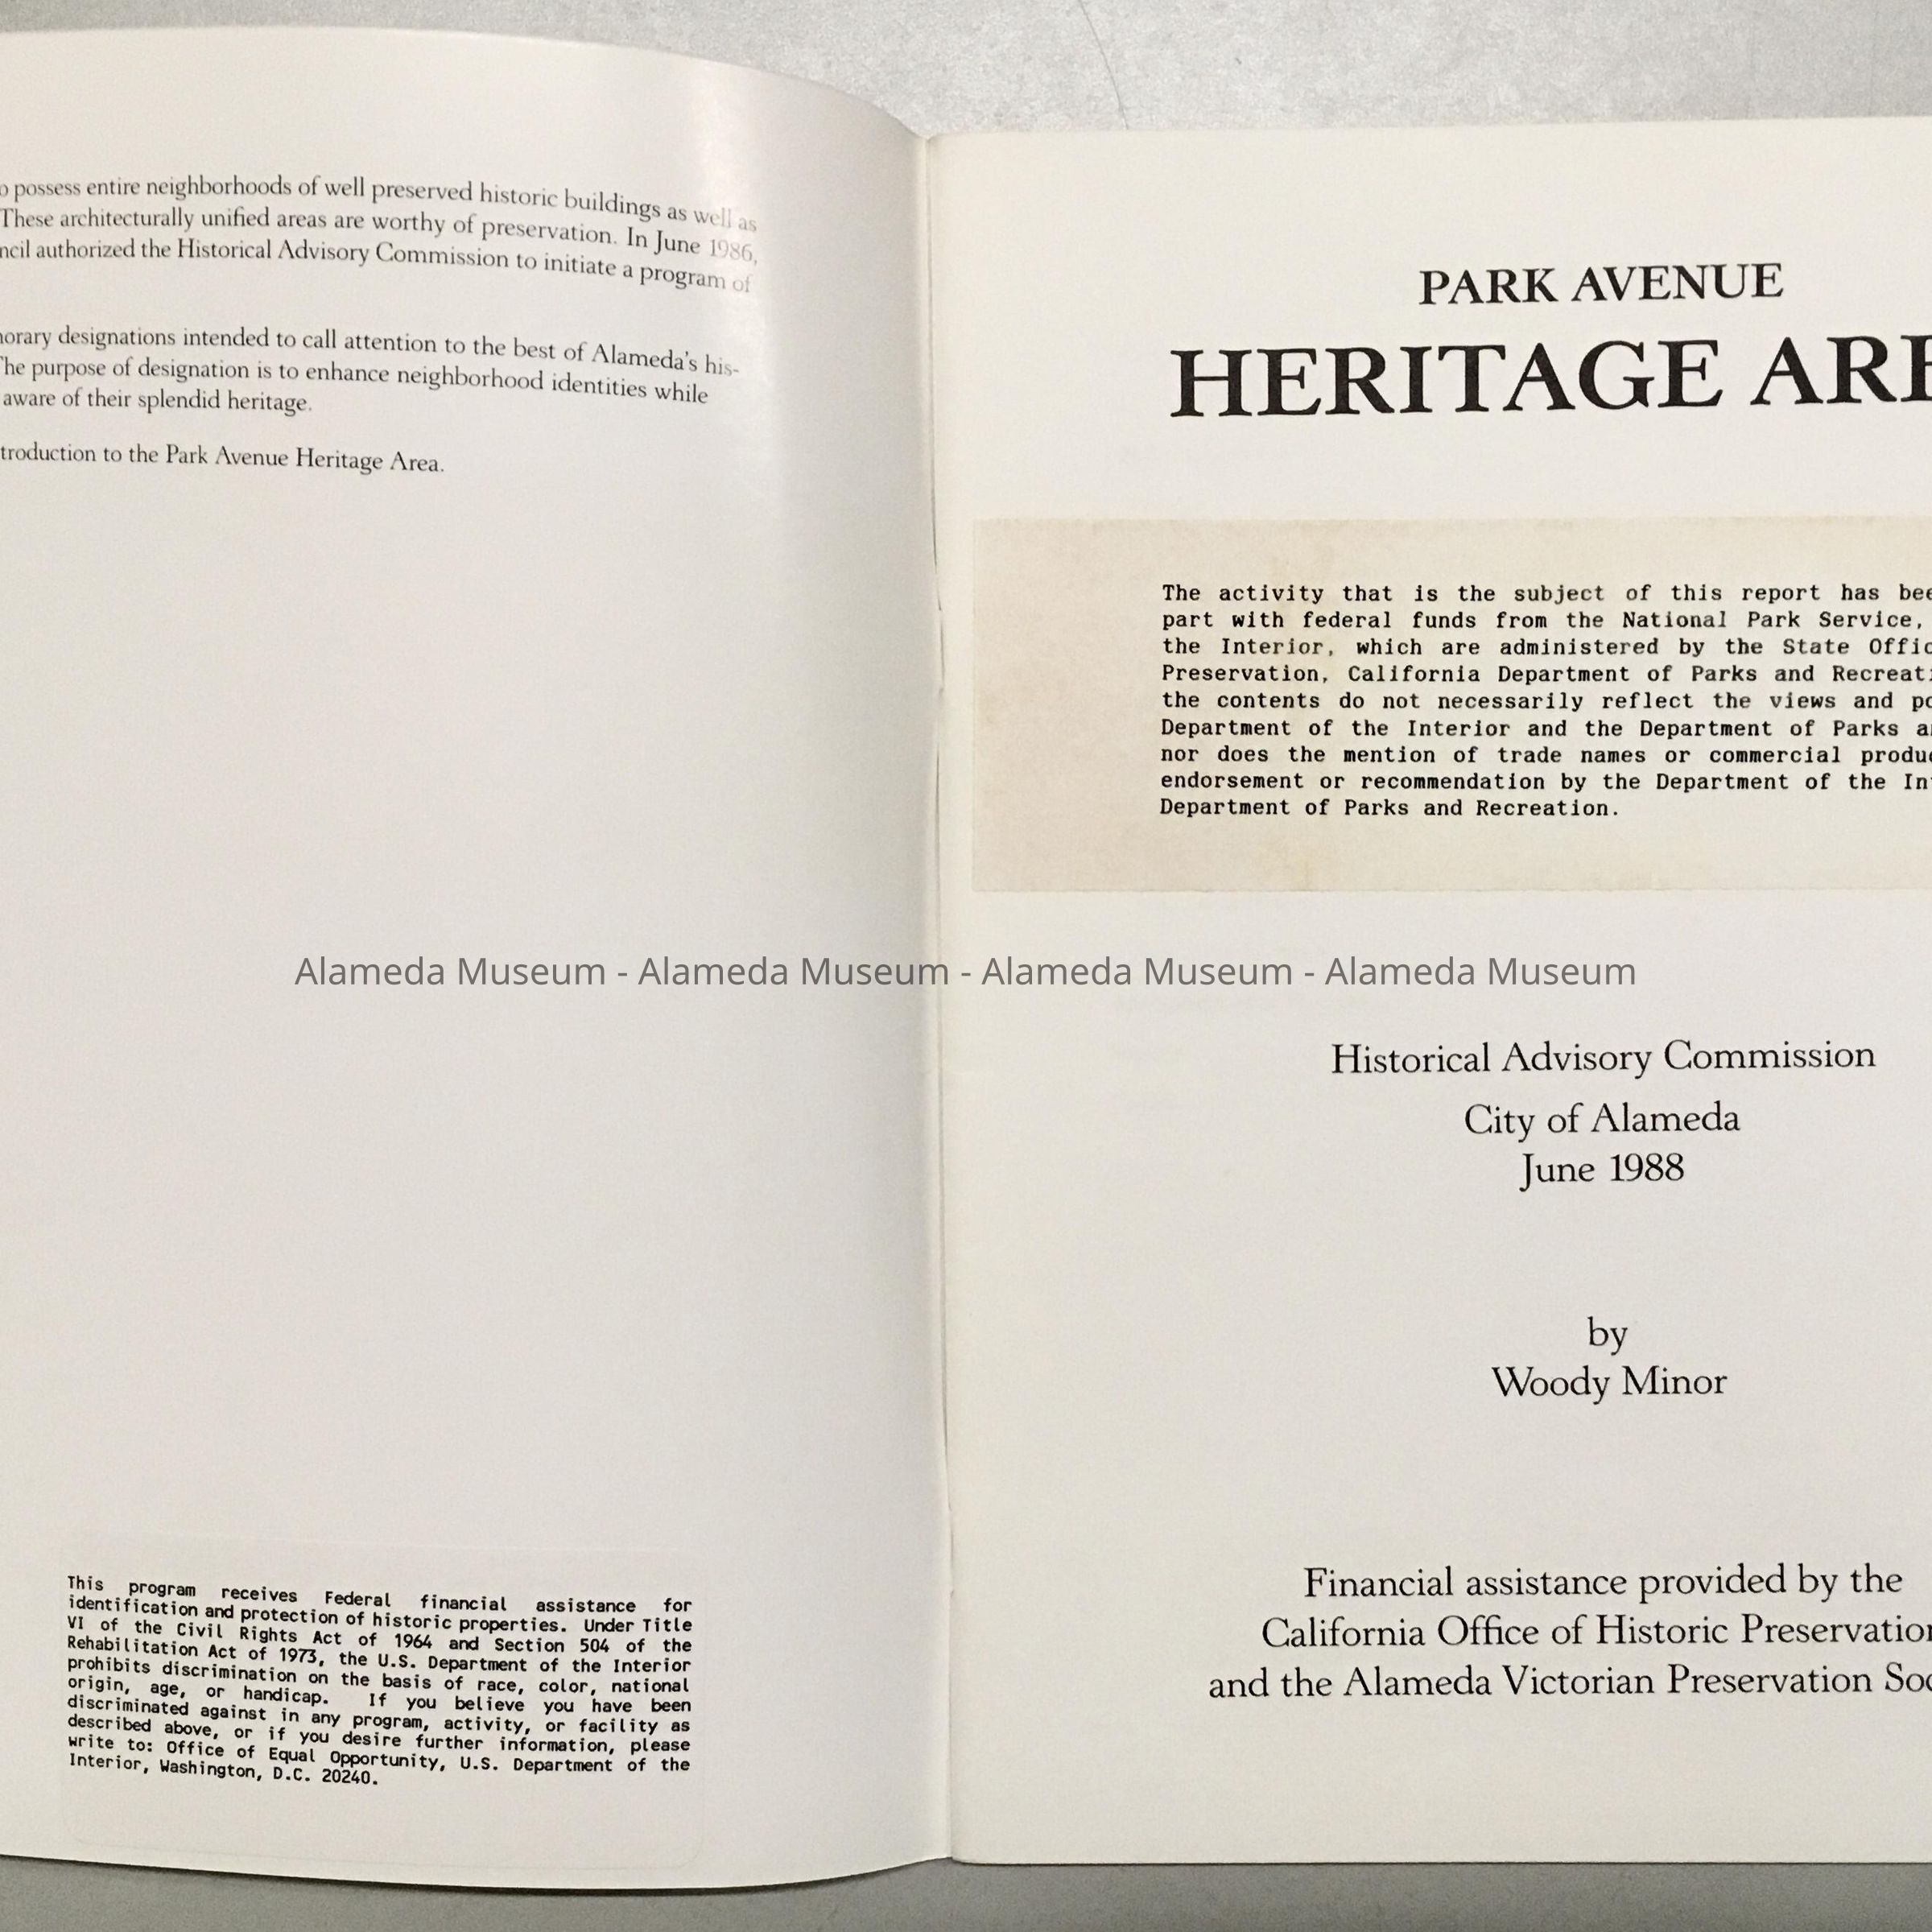 possess entire neighborhoods of well preserved historic buildings as well as
These architecturally unified areas are worthy of preservation. In June 1986,
ncil authorized the Historical Advisory Commission to initiate a program of
norary designations intended to call attention to the best of Alameda's his-
The purpose of designation is to enhance neighborhood identities while
aware of their splendid heritage.
troduction to the Park Avenue Heritage Area.
This program receives Federal financial assistance for
identification and protection of historic properties. Under Title
VI of the Civil Rights Act of 1964 and Section 504 of the
Rehabilitation Act of 1973, the U.S. Department of the Interior
prohibits discrimination on the basis of race, color, national
origin, age, or handicap. If you believe you have been
discriminated against in any program, activity, or facility as
described above, or if you desire further information, please
write to: Office of Equal Opportunity, U.S. Department of the
Interior, Washington, D.C. 20240.
PARK AVENUE
HERITAGE ARE
The activity that is the subject of this report has bee
part with federal funds from the National Park Service,
the Interior, which are administered by the State Offic
Preservation, California Department of Parks and Recreati
the contents do not necessarily reflect the views and po
Department of the Interior and the Department of Parks a
nor does the mention of trade names or commercial produc
endorsement or recommendation by the Department of the In
Department of Parks and Recreation.
Alameda Museum - Alameda Museum - Alameda Museum - Alameda Museum
Historical Advisory Commission
City of Alameda
June 1988
by
Woody Minor
Financial assistance provided by the
California Office of Historic Preservation
and the Alameda Victorian Preservation Soc